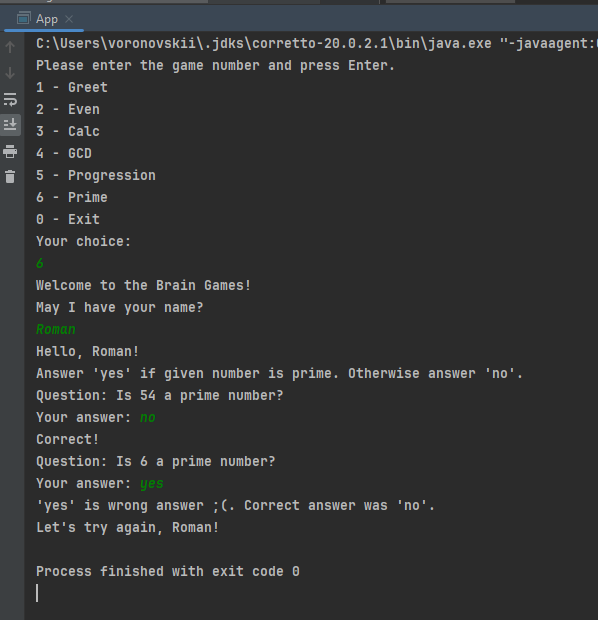 App
C:\Users\voronovskii\.jdks\corretto-20.0.2.1\bin\java.exe "-javaagent:
Please enter the game number and press Enter.
1 - Greet
2 - Even
3 - Calc
4 - GCD
5 - Progression
6 - Prime
0 - Exit
Your choice:
6
Welcome to the Brain Games!
May I have your name?
Roman
Hello, Roman!
Answer 'yes' if given number is prime. Otherwise answer 'no'.
Question: Is 54 a prime number?
Your answer: no
Correct!
Question: Is 6 a prime number?
Your answer: yes
'yes' is wrong answer ;(. Correct answer was 'no'.
Let's try again, Roman!
Process finished with exit code 0